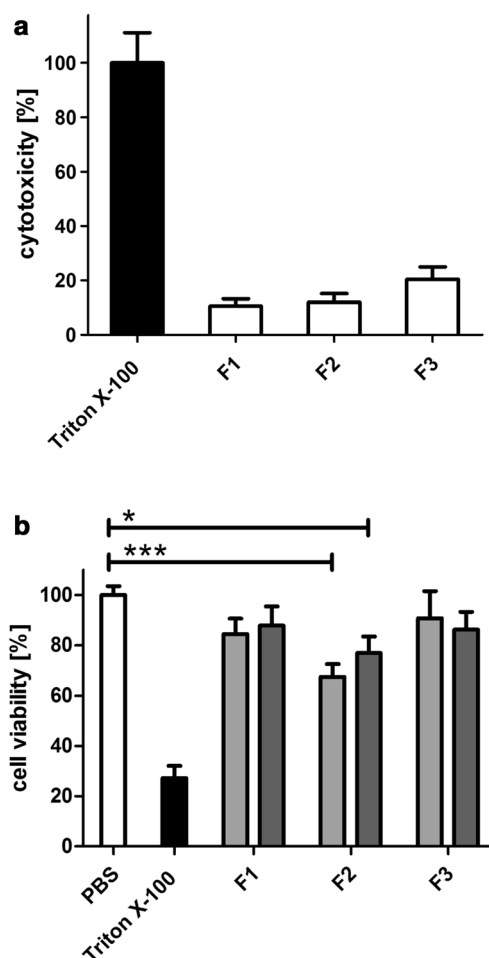 a
cytotoxicity [%]
100
80
60
40
20
0
Triton X-100
F1
F2
F3
b
*
***
cell viability [%]
100
80
60
40
20
0
PBS
Triton X-100
F1
F2
F3